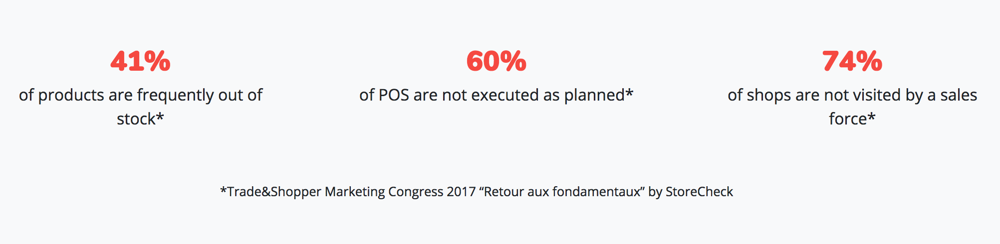 41%
of products are frequently out of
stock*
60%
of POS are not executed as planned*
74%
of shops are not visited by a sales
force*
*Trade&Shopper Marketing Congress 2017 “Retour aux fondamentaux” by StoreCheck